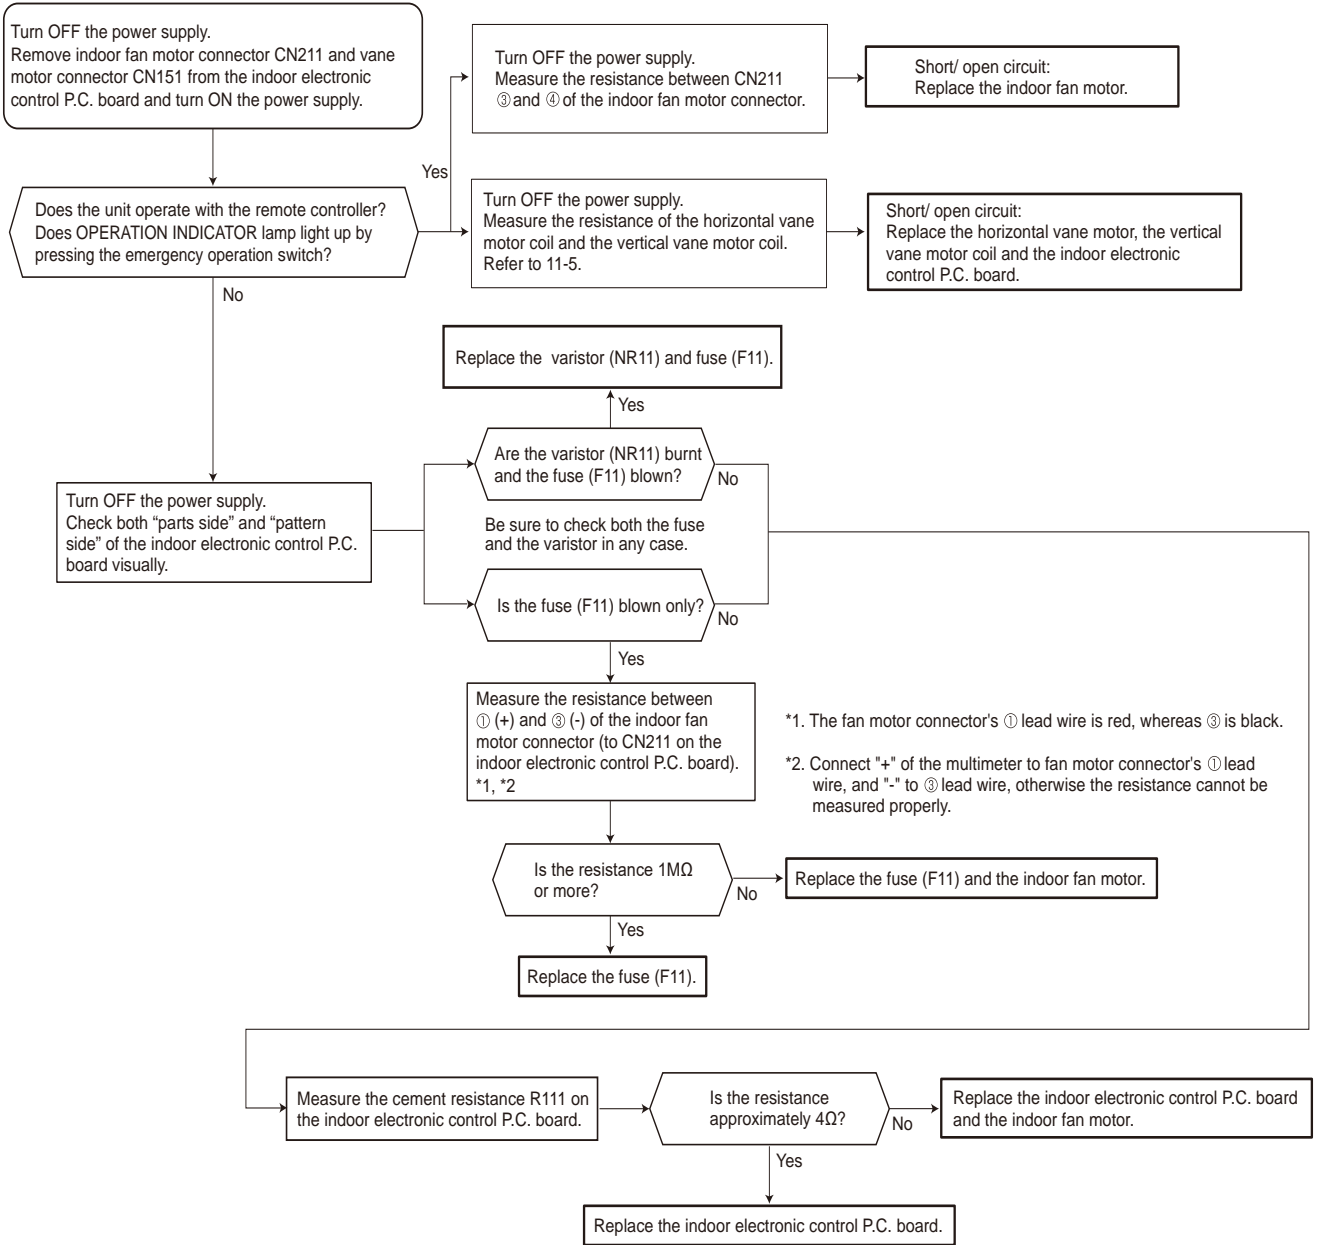 Turn OFF the power supply.
Remove indoor fan motor connector CN211 and vane
motor connector CN151 from the indoor electronic
control P.C. board and turn ON the power supply.
Turn OFF the power supply.
Measure the resistance between CN211
③ and ④ of the indoor fan motor connector.
Short/ open circuit:
Replace the indoor fan motor.
Yes
Does the unit operate with the remote controller?
Does OPERATION INDICATOR lamp light up by
pressing the emergency operation switch?
Turn OFF the power supply.
Measure the resistance of the horizontal vane
motor coil and the vertical vane motor coil.
Refer to 11-5.
Short/ open circuit:
Replace the horizontal vane motor, the vertical
vane motor coil and the indoor electronic
control P.C. board.
No
Replace the varistor (NR11) and fuse (F11).
Yes
Are the varistor (NR11) burnt
and the fuse (F11) blown?
No
Turn OFF the power supply.
Check both “parts side” and “pattern
side” of the indoor electronic control P.C.
board visually.
Be sure to check both the fuse
and the varistor in any case.
Is the fuse (F11) blown only?
No
Yes
Measure the resistance between
① (+) and ③ (-) of the indoor fan
motor connector (to CN211 on the
indoor electronic control P.C. board).
*1, *2
*1. The fan motor connector's ① lead wire is red, whereas ③ is black.
*2. Connect "+" of the multimeter to fan motor connector's ① lead
wire, and "-" to ③ lead wire, otherwise the resistance cannot be
measured properly.
Is the resistance 1MΩ
or more?
No
Replace the fuse (F11) and the indoor fan motor.
Yes
Replace the fuse (F11).
Measure the cement resistance R111 on
the indoor electronic control P.C. board.
Is the resistance
approximately 4Ω?
No
Replace the indoor electronic control P.C. board
and the indoor fan motor.
Yes
Replace the indoor electronic control P.C. board.